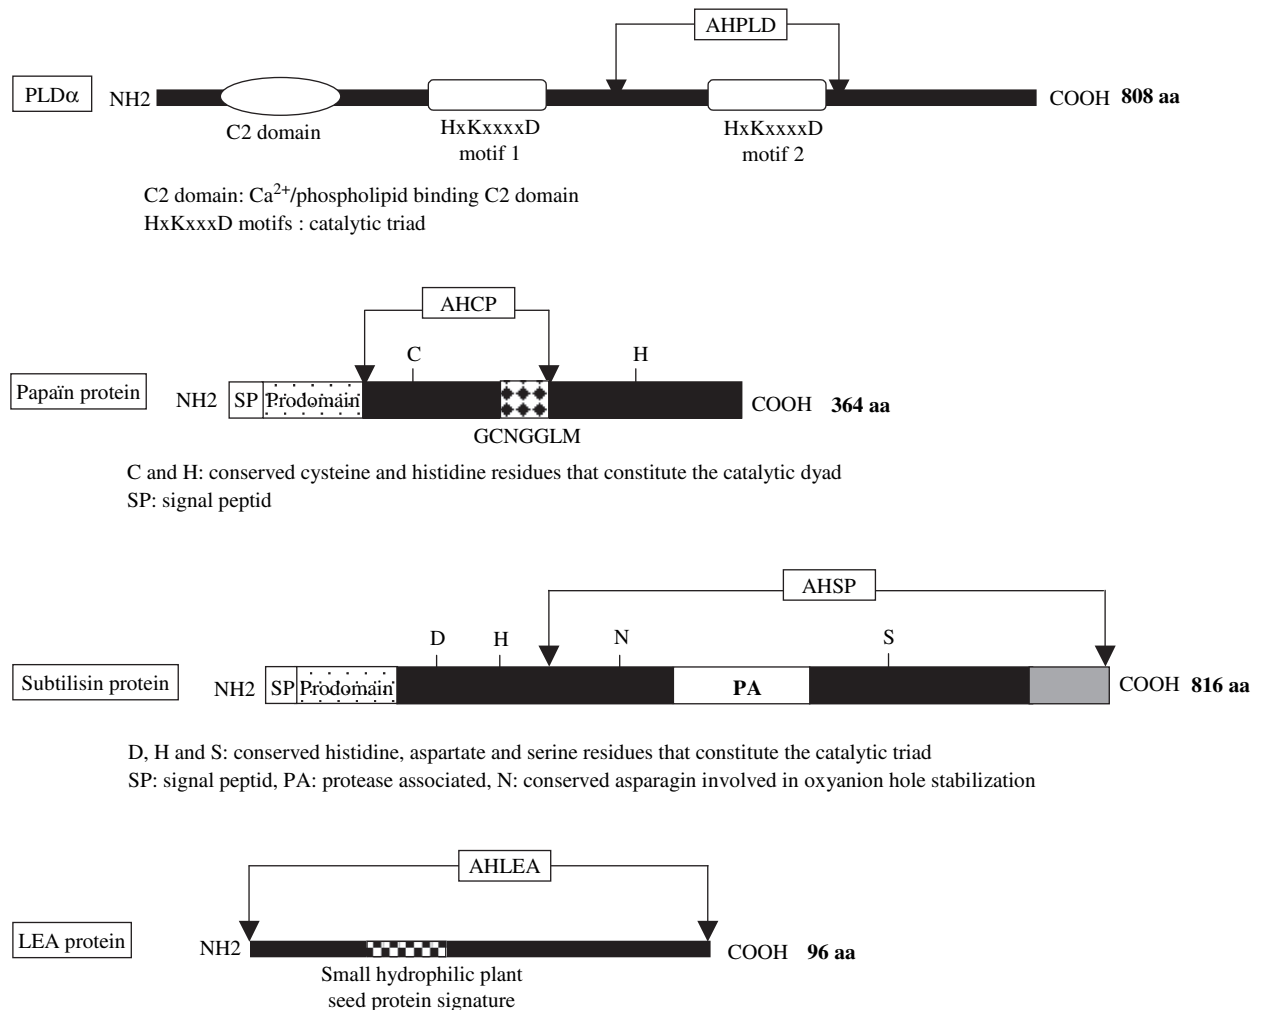 AHPLD
PLDα
NH2
COOH 808 aa
C2 domain
HxKxxxxD
motif 1
HxKxxxxD
motif 2
C2 domain: Ca2+/phospholipid binding C2 domain
HxKxxxD motifs : catalytic triad
AHCP
C
H
Papaïn protein
NH2
SP
Prodomain
COOH 364 aa
GCNGGLM
C and H: conserved cysteine and histidine residues that constitute the catalytic dyad
SP: signal peptid
AHSP
D
H
N
S
Subtilisin protein
NH2
SP
Prodomain
PA
COOH 816 aa
D, H and S: conserved histidine, aspartate and serine residues that constitute the catalytic triad
SP: signal peptid, PA: protease associated, N: conserved asparagin involved in oxyanion hole stabilization
AHLEA
LEA protein
NH2
COOH 96 aa
Small hydrophilic plant
seed protein signature